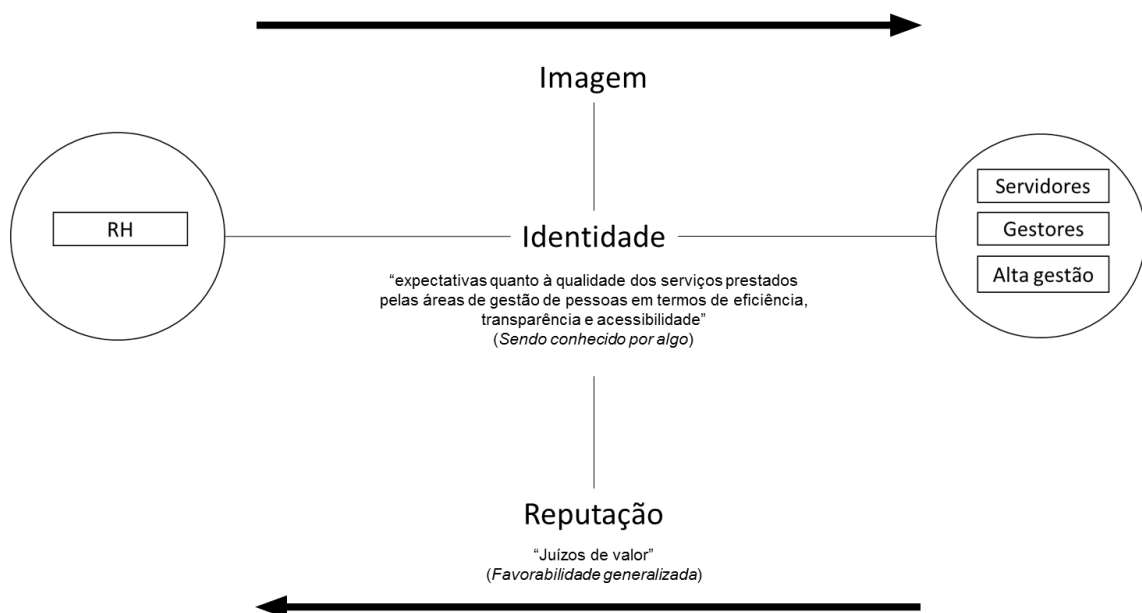 Imagem
RH
Servidores
Gestores
Alta gestão
Identidade
“expectativas quanto à qualidade dos serviços prestados
pelas áreas de gestão de pessoas em termos de eficiência,
transparência e acessibilidade”
(Sendo conhecido por algo)
Reputação
“Juízos de valor”
(Favorabilidade generalizada)